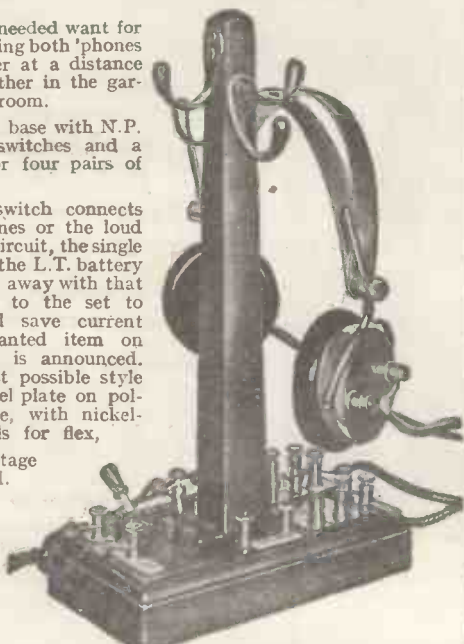 needed want for
ing both 'phones
er at a distance
ther in the gar-
room.
base with N.P.
switches and a
or four pairs of
switch connects
nes or the loud
ircuit, the single
the L.T. battery
away with that
to the set to
l save current
anted item on
is announced.
t possible style
el plate on pol-
e, with nickel-
s for flex,
tage
l.